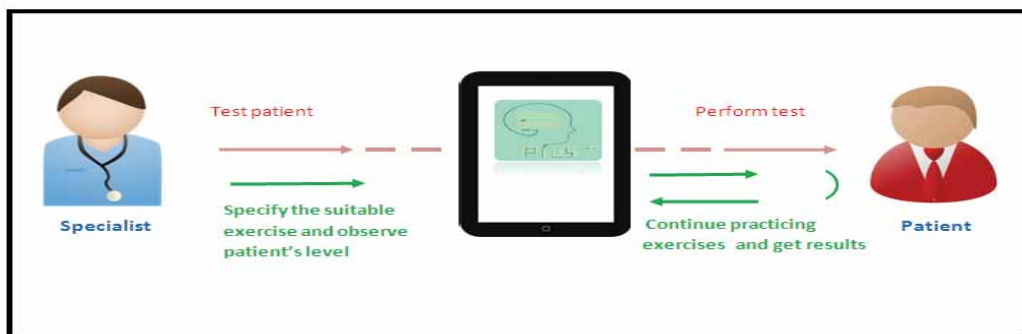 Test patient
Perform test
Specify the suitable
exercise and observe
patient's level
Continue practicing
exercises and get results
Specialist
Patient